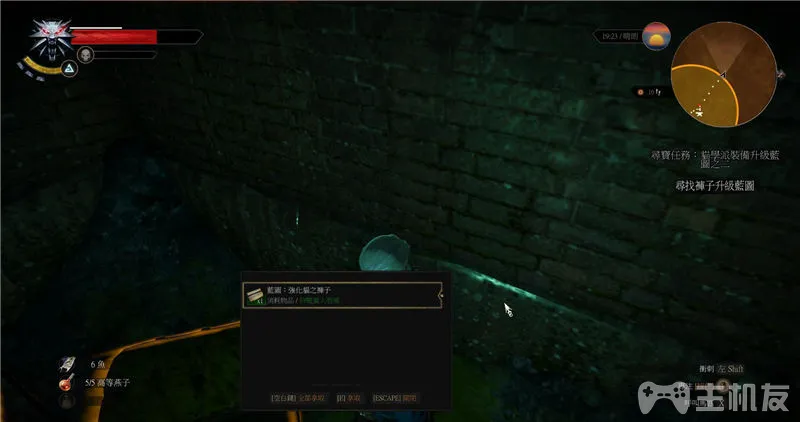 19:23 / 晴朗
尋寶任務：貓學派裝備升級藍
圖之二
尋找褲子升級藍圖
藍圖：強化貓之褲子
x1
消耗物品 /
6 魚
5/5 高等燕子
[空白鍵] 全部拿取 [E] 拿取 [ESCAPE] 關閉
衝刺 左 Shift
主机友